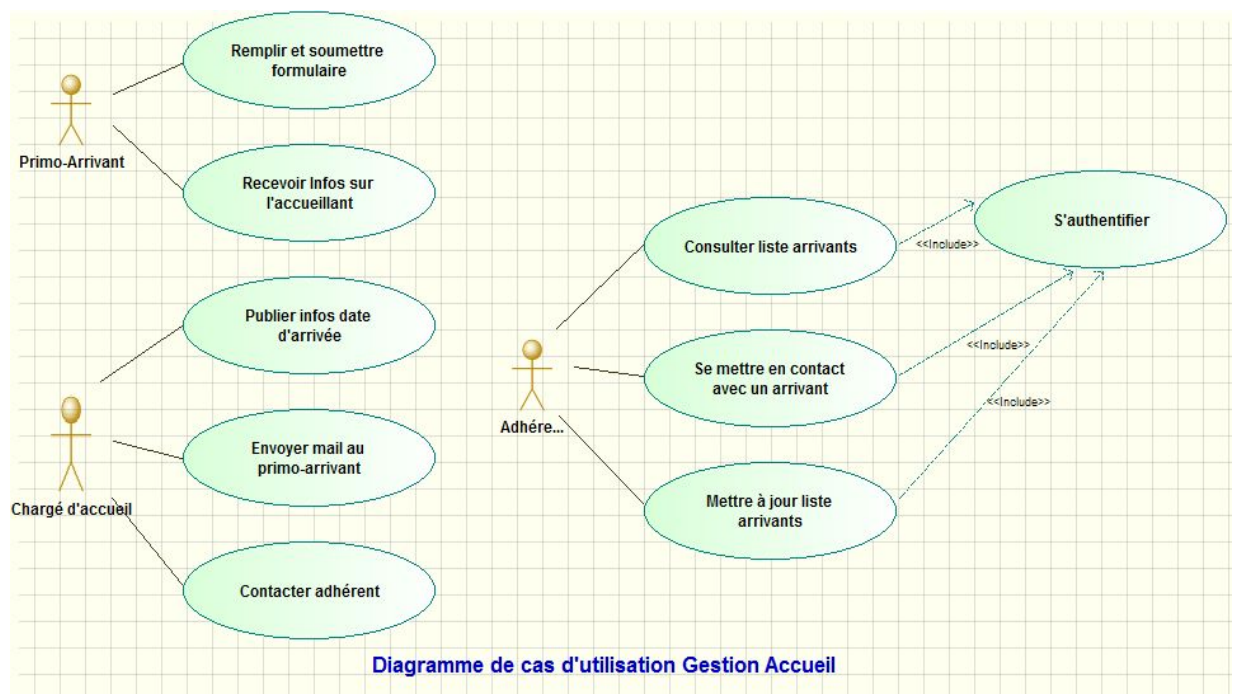 Remplir et soumettre
formulaire
Primo-Arrivant
Recevoir Infos sur
l'accueillant
Publier infos date
d'arrivée
Chargé d'accueil
Envoyer mail au
primo-arrivant
Contacter adhérent
Consulter liste arrivants
<<Include>>
S'authentifier
Adhére...
Se mettre en contact
avec un arrivant
<<Include>>
<<Include>>
Mettre à jour liste
arrivants
Diagramme de cas d'utilisation Gestion Accueil